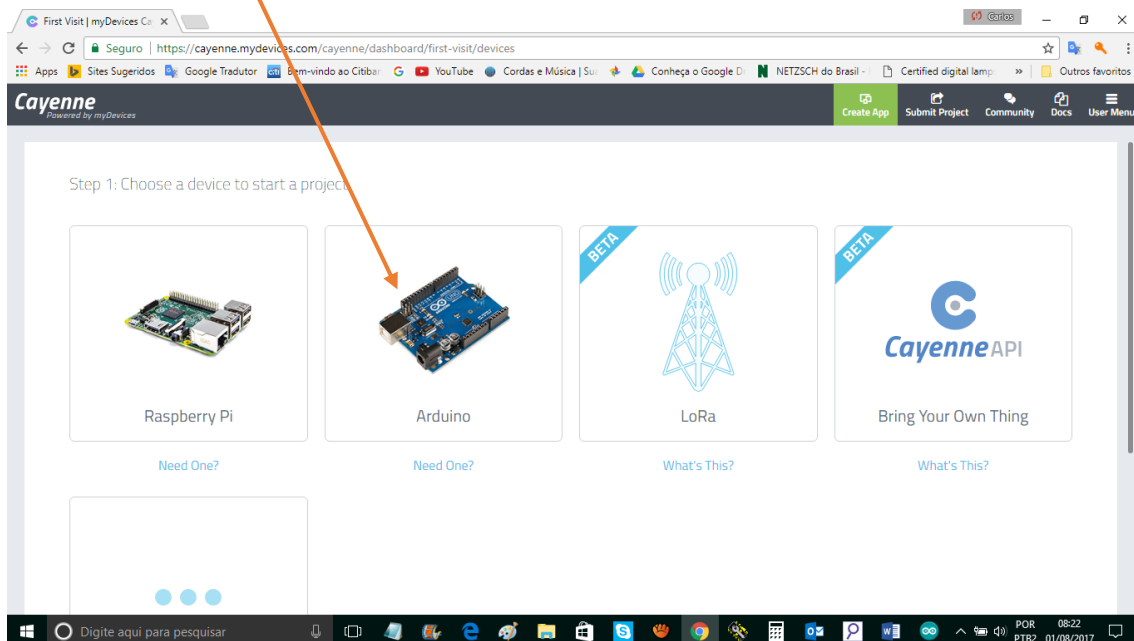 First Visit | myDevices Ca
Carlos
Seguro | https://cayenne.mydevices.com/cayenne/dashboard/first-visit/devices
Apps Sites Sugeridos Google Tradutor citi Bem-vindo ao Citiban G YouTube Cordas e Música | Su Conheça o Google D NETZSCH do Brasil - Certified digital lamp » Outros favoritos
Cayenne
Powered by myDevices
Create App Submit Project Community Docs User Menu
Step 1: Choose a device to start a project
BETA BETA
Cayenne API
Raspberry Pi Arduino LoRa Bring Your Own Thing
Need One? Need One? What's This? What's This?
Digite aqui para pesquisar
POR 08:22
PTB2 01/08/2017